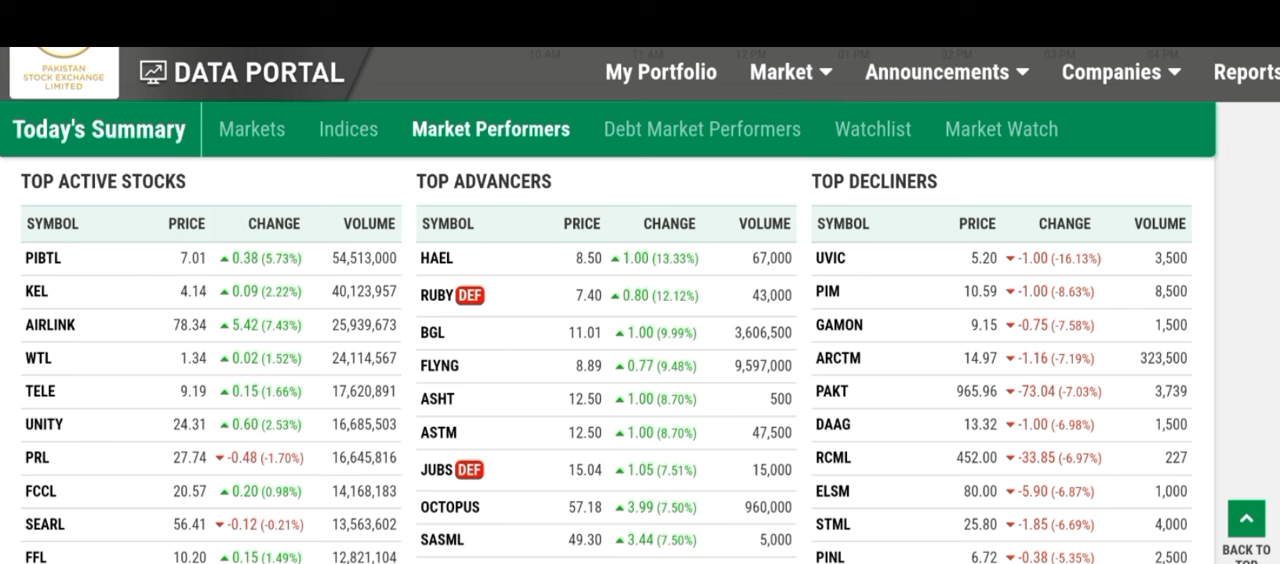 10 AM 11 AM 12 PM 01 PM 02 PM 03 PM 04 PM
PAKISTAN
STOCK EXCHANGE
LIMITED
DATA PORTAL
My Portfolio Market Announcements Companies Reports
Today's Summary Markets Indices Market Performers Debt Market Performers Watchlist Market Watch
TOP ACTIVE STOCKS
SYMBOL PRICE CHANGE VOLUME
PIBTL 7.01 0.38 (5.73%) 54,513,000
KEL 4.14 0.09 (2.22%) 40,123,957
AIRLINK 78.34 5.42 (7.43%) 25,939,673
WTL 1.34 0.02 (1.52%) 24,114,567
TELE 9.19 0.15 (1.66%) 17,620,891
UNITY 24.31 0.60 (2.53%) 16,685,503
PRL 27.74 -0.48 (-1.70%) 16,645,816
FCCL 20.57 0.20 (0.98%) 14,168,183
SEARL 56.41 -0.12 (-0.21%) 13,563,602
FFL 10.20 0.15 (1.49%) 12,821,104
TOP ADVANCERS
SYMBOL PRICE CHANGE VOLUME
HAEL 8.50 1.00 (13.33%) 67,000
RUBY DEF 7.40 0.80 (12.12%) 43,000
BGL 11.01 1.00 (9.99%) 3,606,500
FLYNG 8.89 0.77 (9.48%) 9,597,000
ASHT 12.50 1.00 (8.70%) 500
ASTM 12.50 1.00 (8.70%) 47,500
JUBS DEF 15.04 1.05 (7.51%) 15,000
OCTOPUS 57.18 3.99 (7.50%) 960,000
SASML 49.30 3.44 (7.50%) 5,000
TOP DECLINERS
SYMBOL PRICE CHANGE VOLUME
UVIC 5.20 -1.00 (-16.13%) 3,500
PIM 10.59 -1.00 (-8.63%) 8,500
GAMON 9.15 -0.75 (-7.58%) 1,500
ARCTM 14.97 -1.16 (-7.19%) 323,500
PAKT 965.96 -73.04 (-7.03%) 3,739
DAAG 13.32 -1.00 (-6.98%) 1,500
RCML 452.00 -33.85 (-6.97%) 227
ELSM 80.00 -5.90 (-6.87%) 1,000
STML 25.80 -1.85 (-6.69%) 4,000
PINL 6.72 -0.38 (-5.35%) 2,500
BACK TO
TOP